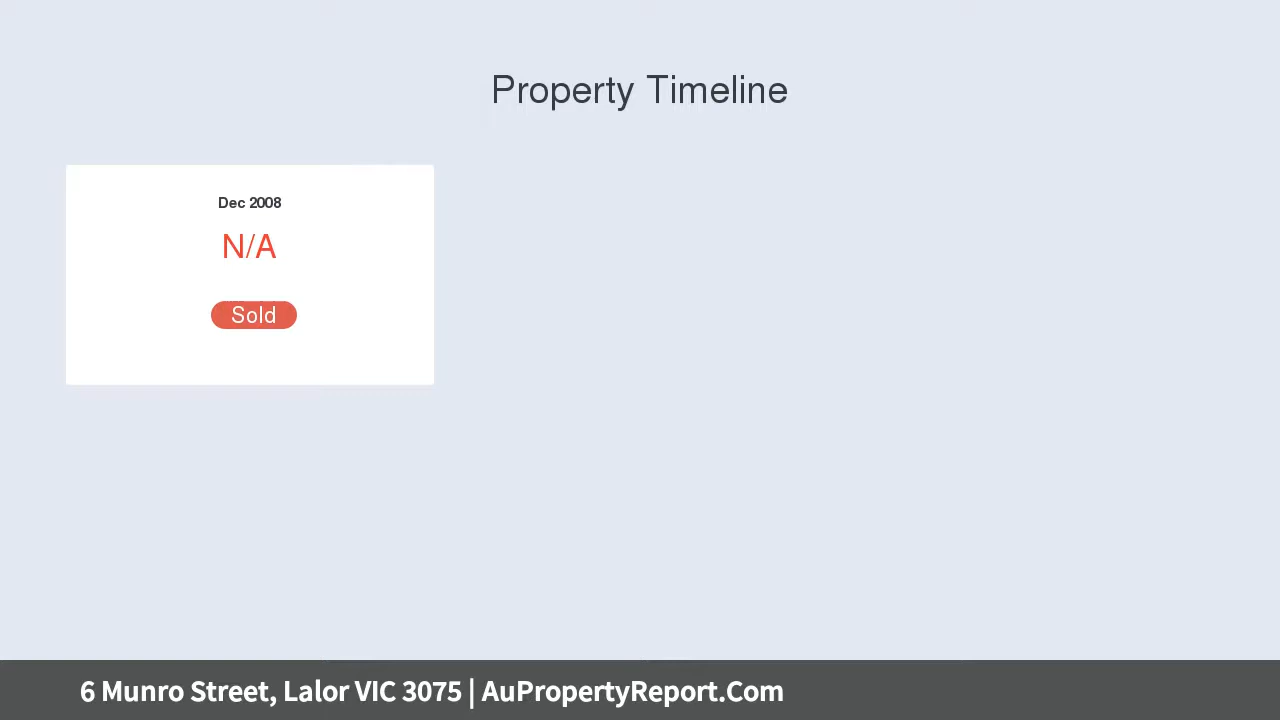 Property Timeline
Dec 2008
N/A
Sold
6 Munro Street, Lalor VIC 3075 | AuPropertyReport.Com